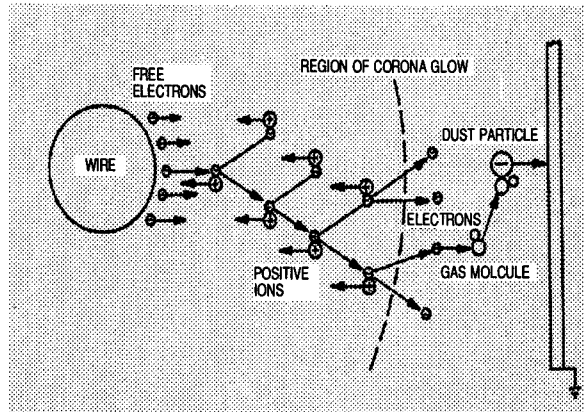 FREE
ELECTRONS
REGION OF CORONA GLOW
DUST PARTICLE
WIRE
ELECTRONS
POSITIVE
IONS
GAS MOLCULE